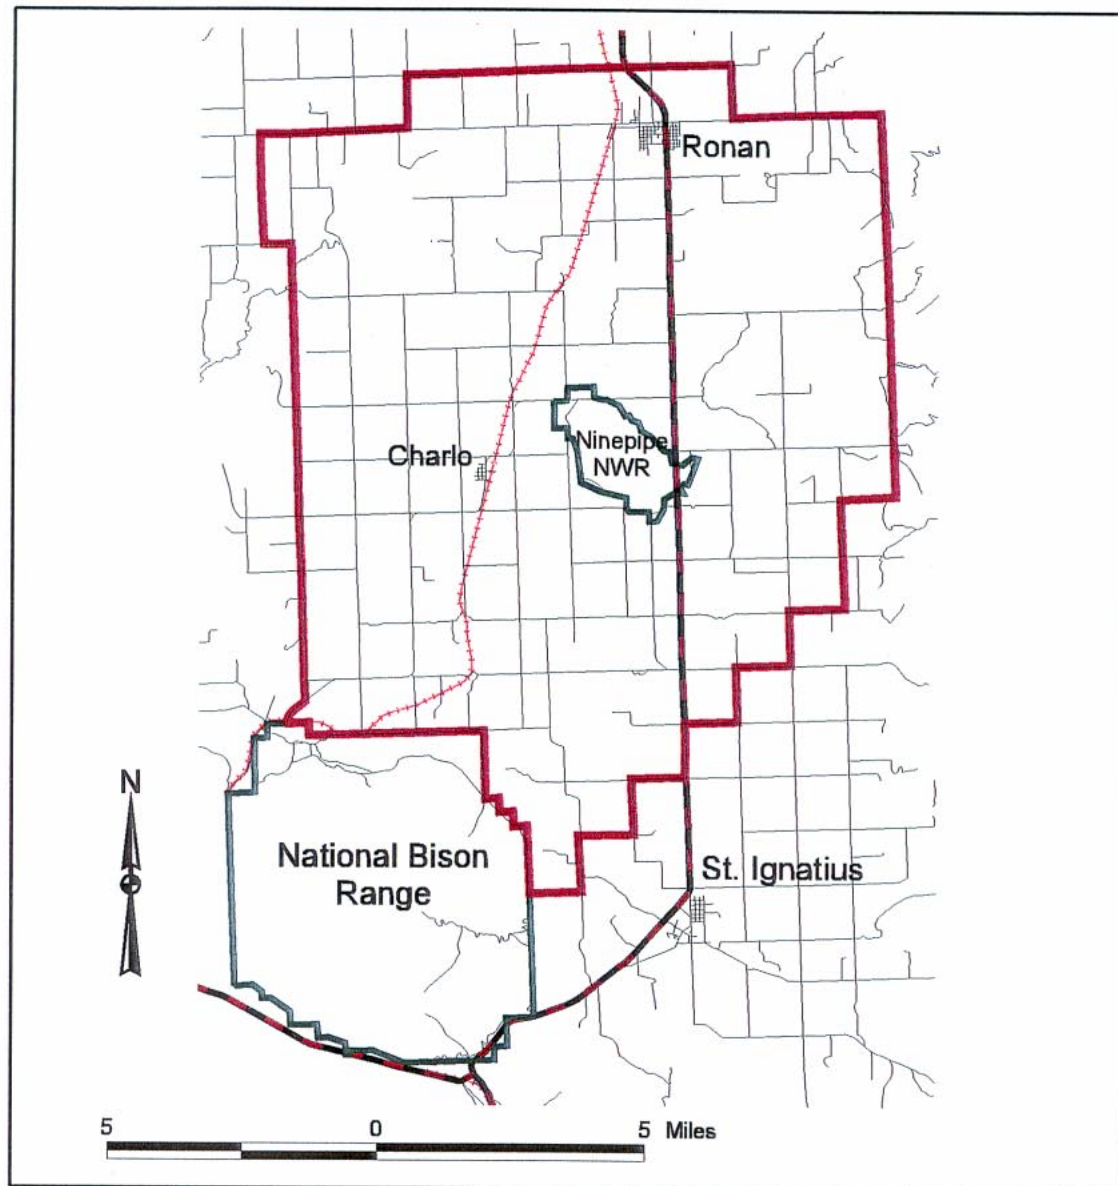 Ronan
Charlo
Ninepipe
NWR
N
National Bison
Range
St. Ignatius
5 0 5 Miles